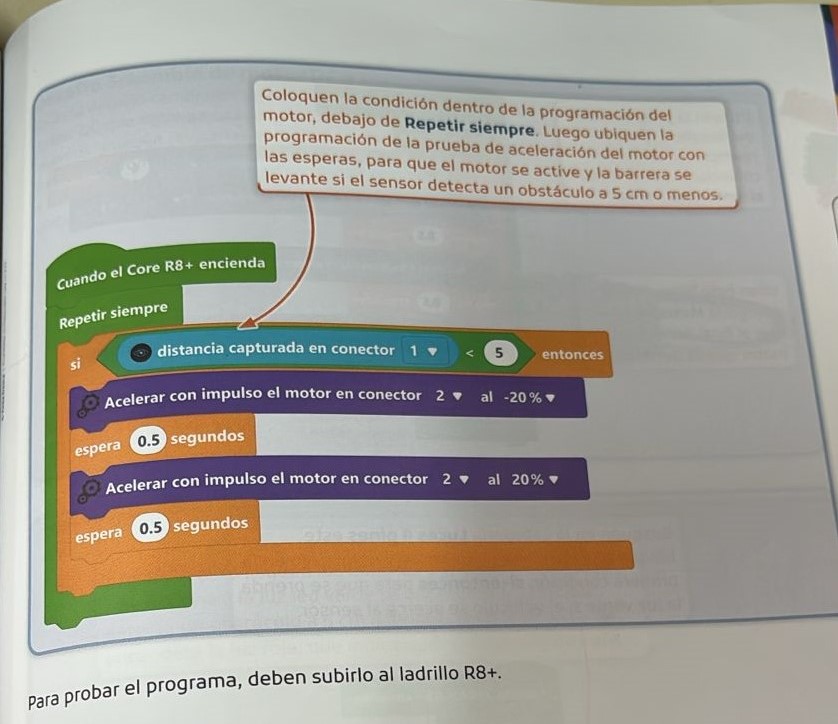 Coloquen la condición dentro de la programación del
motor, debajo de Repetir siempre. Luego ubiquen la
programación de la prueba de aceleración del motor con
las esperas, para que el motor se active y la barrera se
levante si el sensor detecta un obstáculo a 5 cm o menos.
Cuando el Core R8+ encienda
Repetir siempre
si distancia capturada en conector 1 < 5 entonces
Acelerar con impulso el motor en conector 2 al -20%
espera 0.5 segundos
Acelerar con impulso el motor en conector 2 al 20%
espera 0.5 segundos
Para probar el programa, deben subirlo al ladrillo R8+.